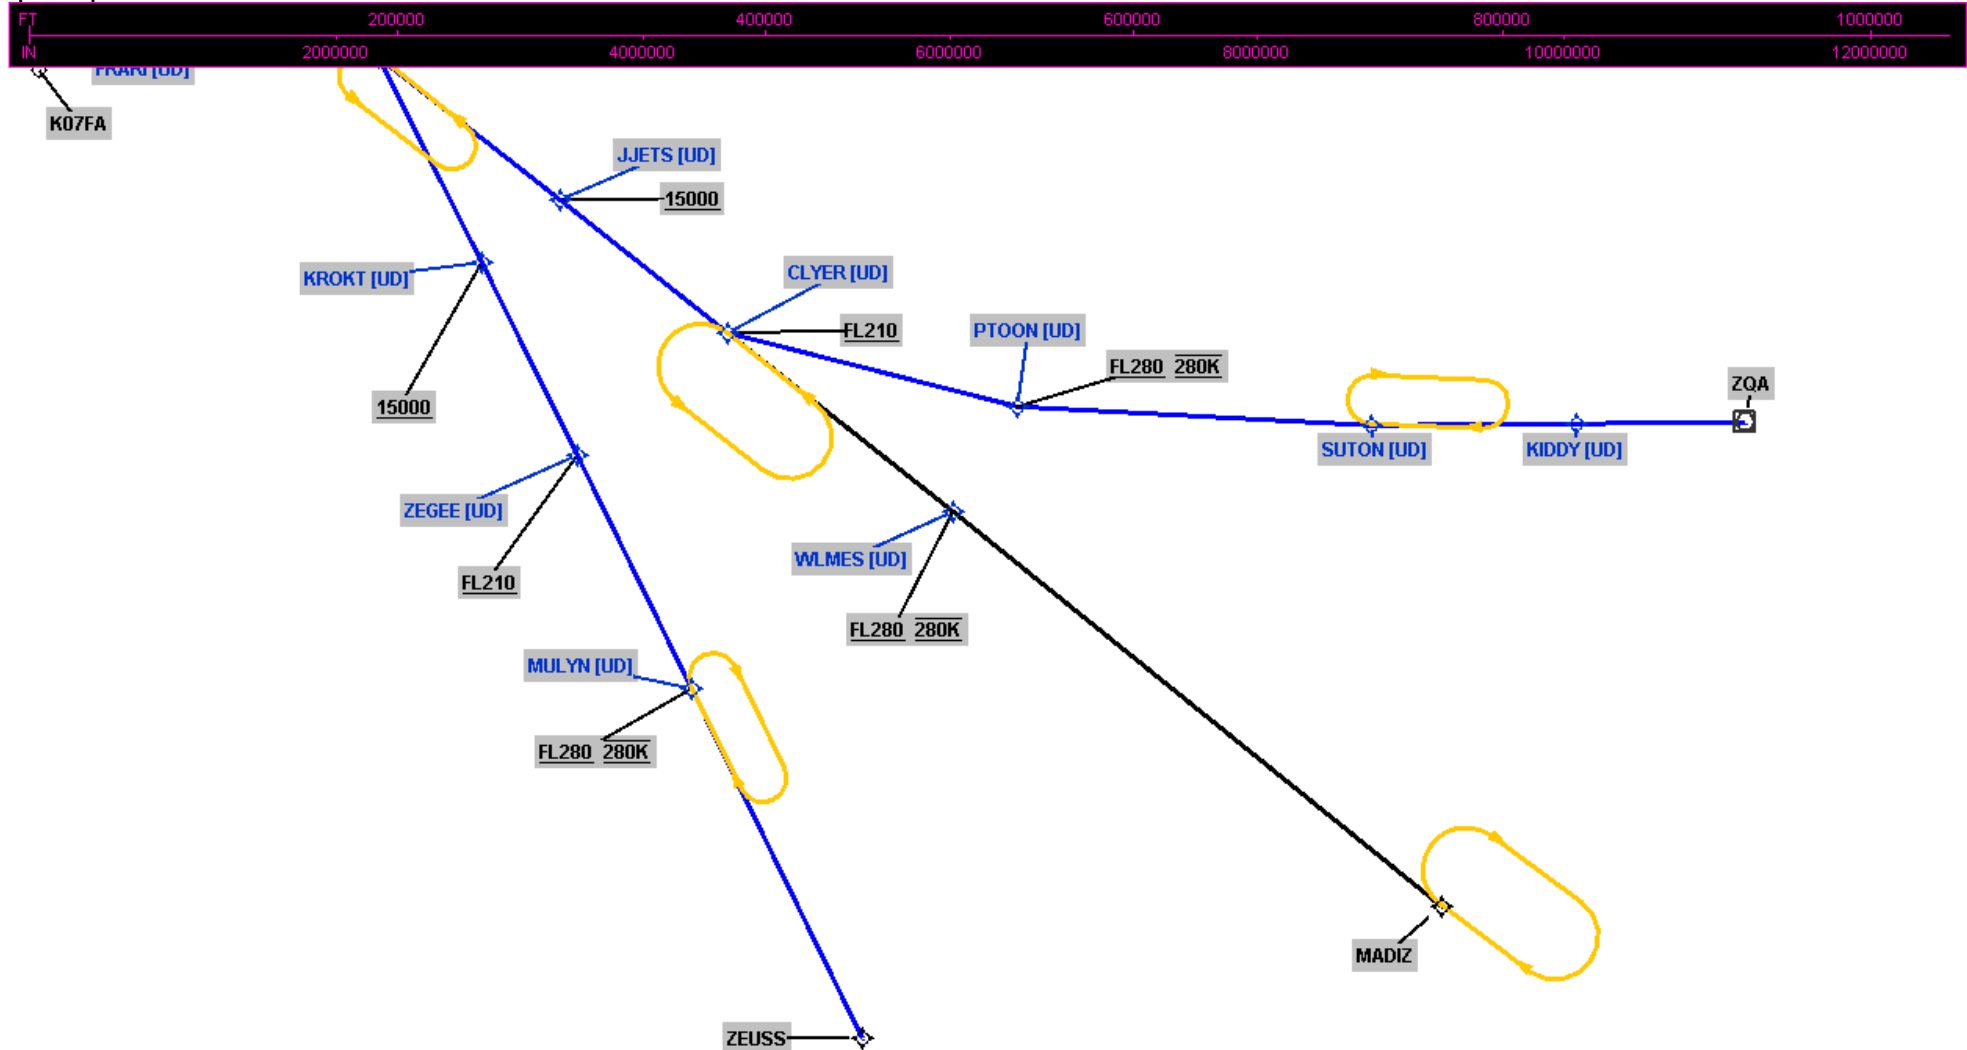 FT 200000 400000 600000 800000 1000000
IN 2000000 4000000 6000000 8000000 10000000 12000000
FRARI [UD]
K07FA
JJETS [UD]
15000
KROKT [UD]
CLYER [UD]
FL210
PTOON [UD]
FL280 280K
ZQA
15000
SUTON [UD]
KIDDY [UD]
ZEGEE [UD]
WLMES [UD]
FL210
FL280 280K
MULYN [UD]
FL280 280K
MADIZ
ZEUSS